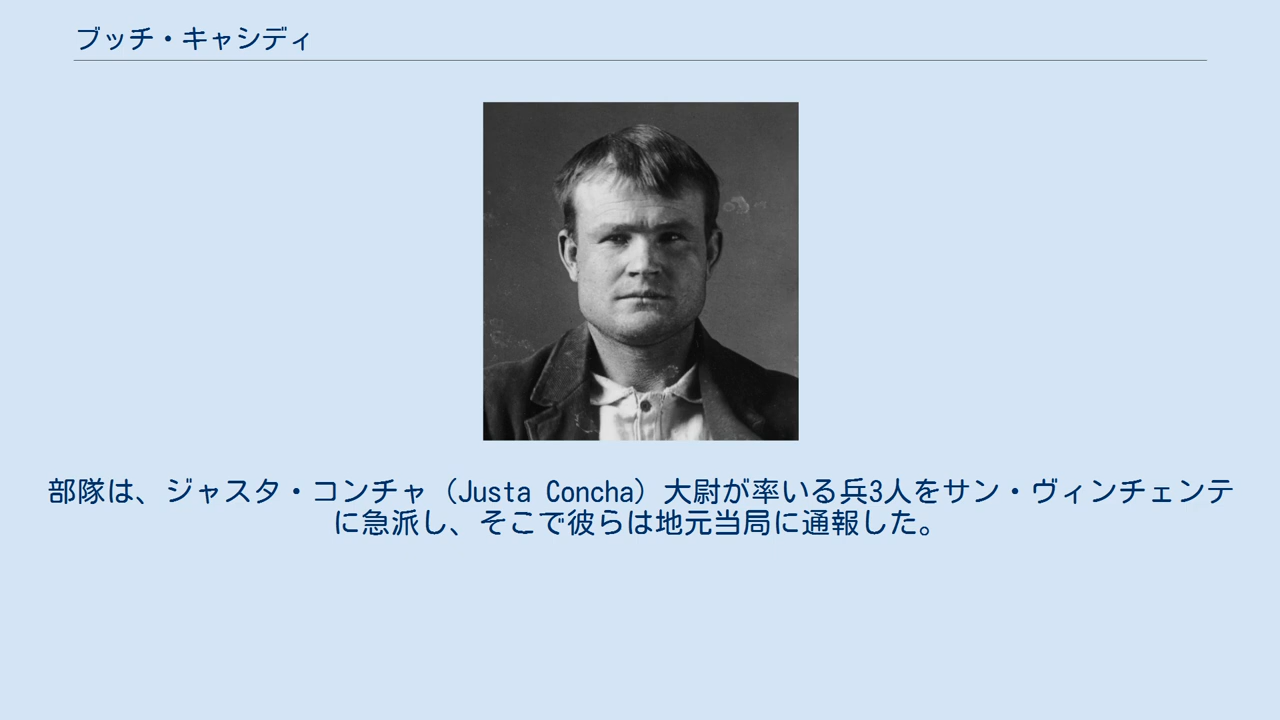 ブッチ・キャシディ
部隊は、ジャスタ・コンチャ（Justa Concha）大尉が率いる兵3人をサン・ヴィンチェンテ
に急派し、そこで彼らは地元当局に通報した。